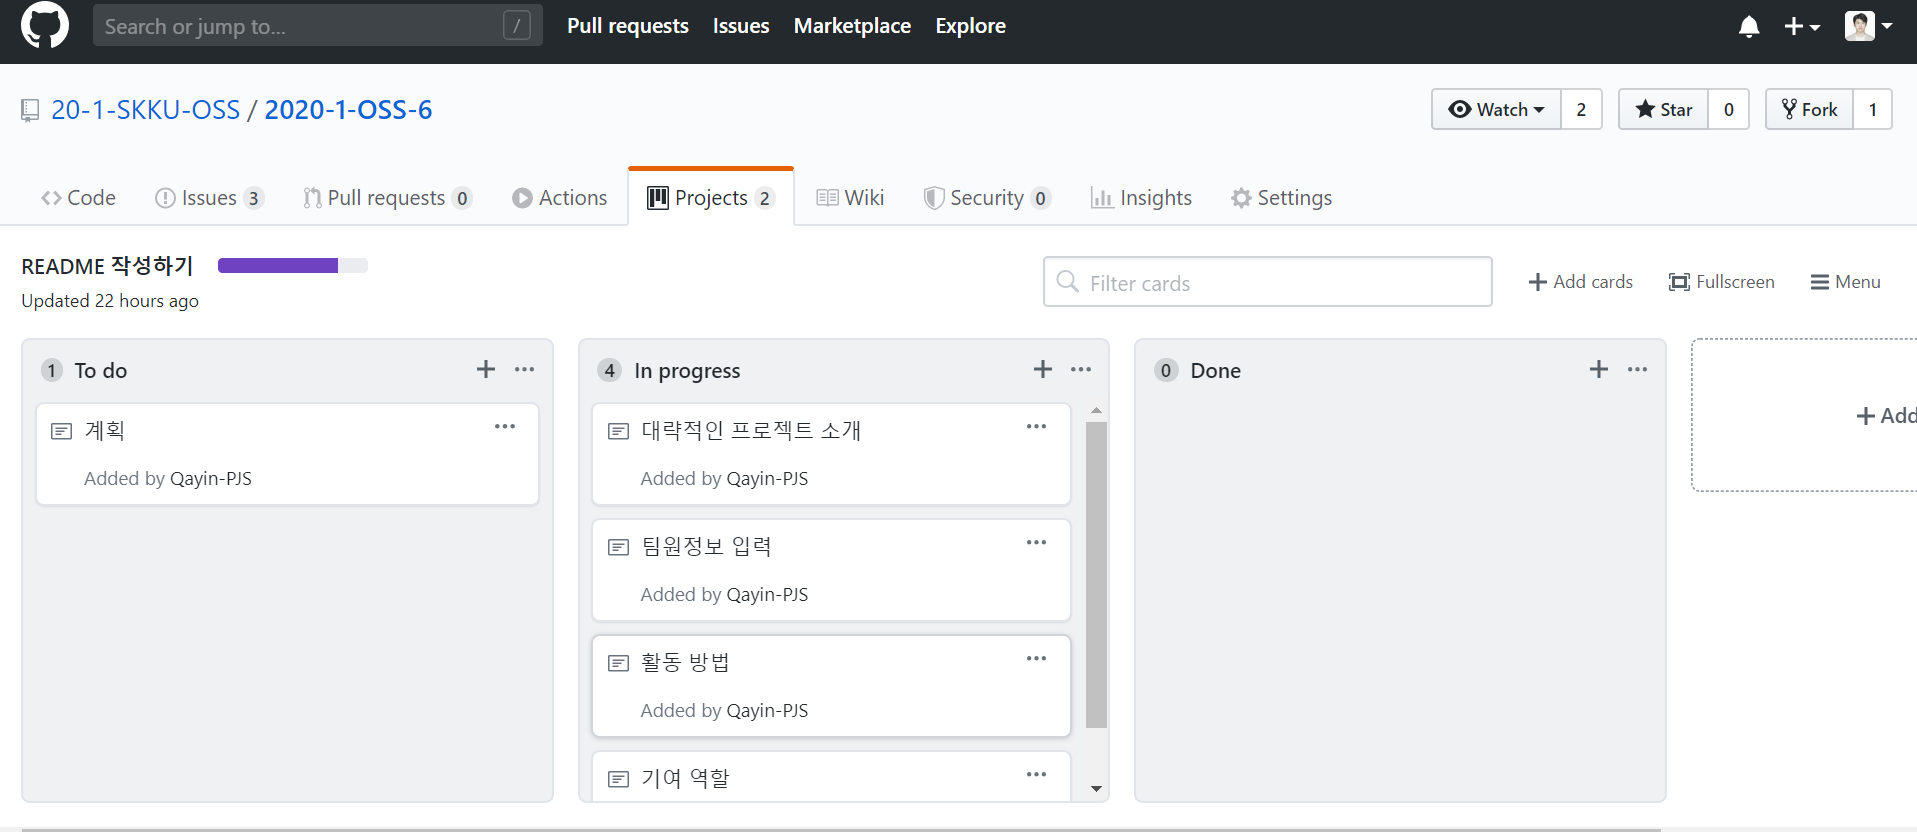 Search or jump to... / Pull requests Issues Marketplace Explore
20-1-SKKU-OSS / 2020-1-OSS-6 Watch 2 Star 0 Fork 1
Code Issues 3 Pull requests 0 Actions Projects 2 Wiki Security 0 Insights Settings
README 작성하기
Updated 22 hours ago
Filter cards Add cards Fullscreen Menu
1 To do
계획
Added by Qayin-PJS
4 In progress
대략적인 프로젝트 소개
Added by Qayin-PJS
팀원정보 입력
Added by Qayin-PJS
활동 방법
Added by Qayin-PJS
기여 역할
0 Done
Add